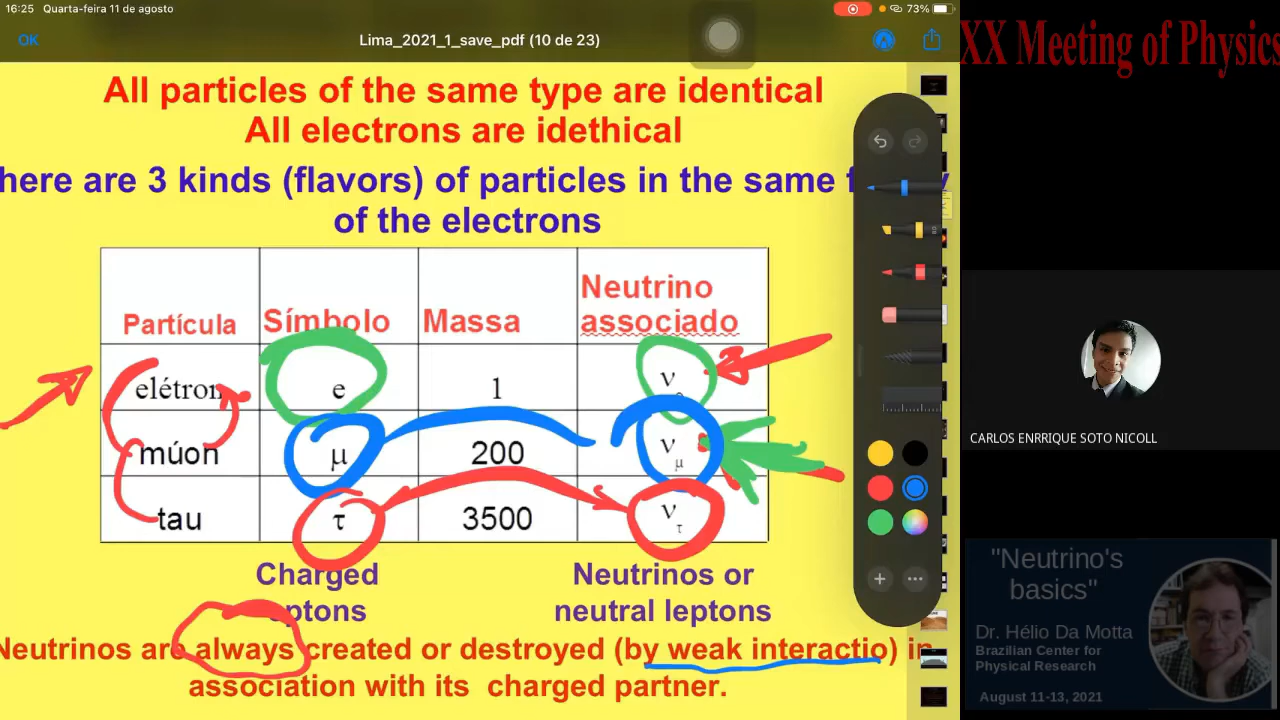 16:25 Quarta-feira 11 de agosto
73%
OK
Lima_2021_1_save_pdf (10 de 23)
XX Meeting of Physics
All particles of the same type are identical
All electrons are idethical
here are 3 kinds (flavors) of particles in the same f
of the electrons
Partícula Símbolo Massa Neutrino associado
elétron e 1 ν
múon μ 200 ν μ
tau τ 3500 ν τ
Charged Neutrinos or
ptons neutral leptons
Neutrinos are always created or destroyed (by weak interactio) in
association with its charged partner.
CARLOS ENRRIQUE SOTO NICOLL
"Neutrino's
basics"
Dr. Hélio Da Motta
Brazilian Center for
Physical Research
August 11-13, 2021